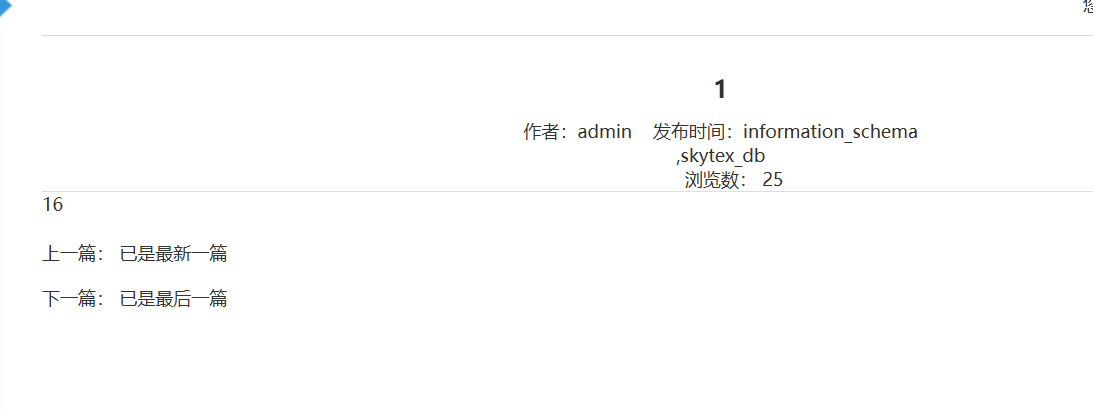 1
作者：admin 发布时间：information_schema
,skytex_db
浏览数： 25
16
上一篇： 已是最新一篇
下一篇： 已是最后一篇